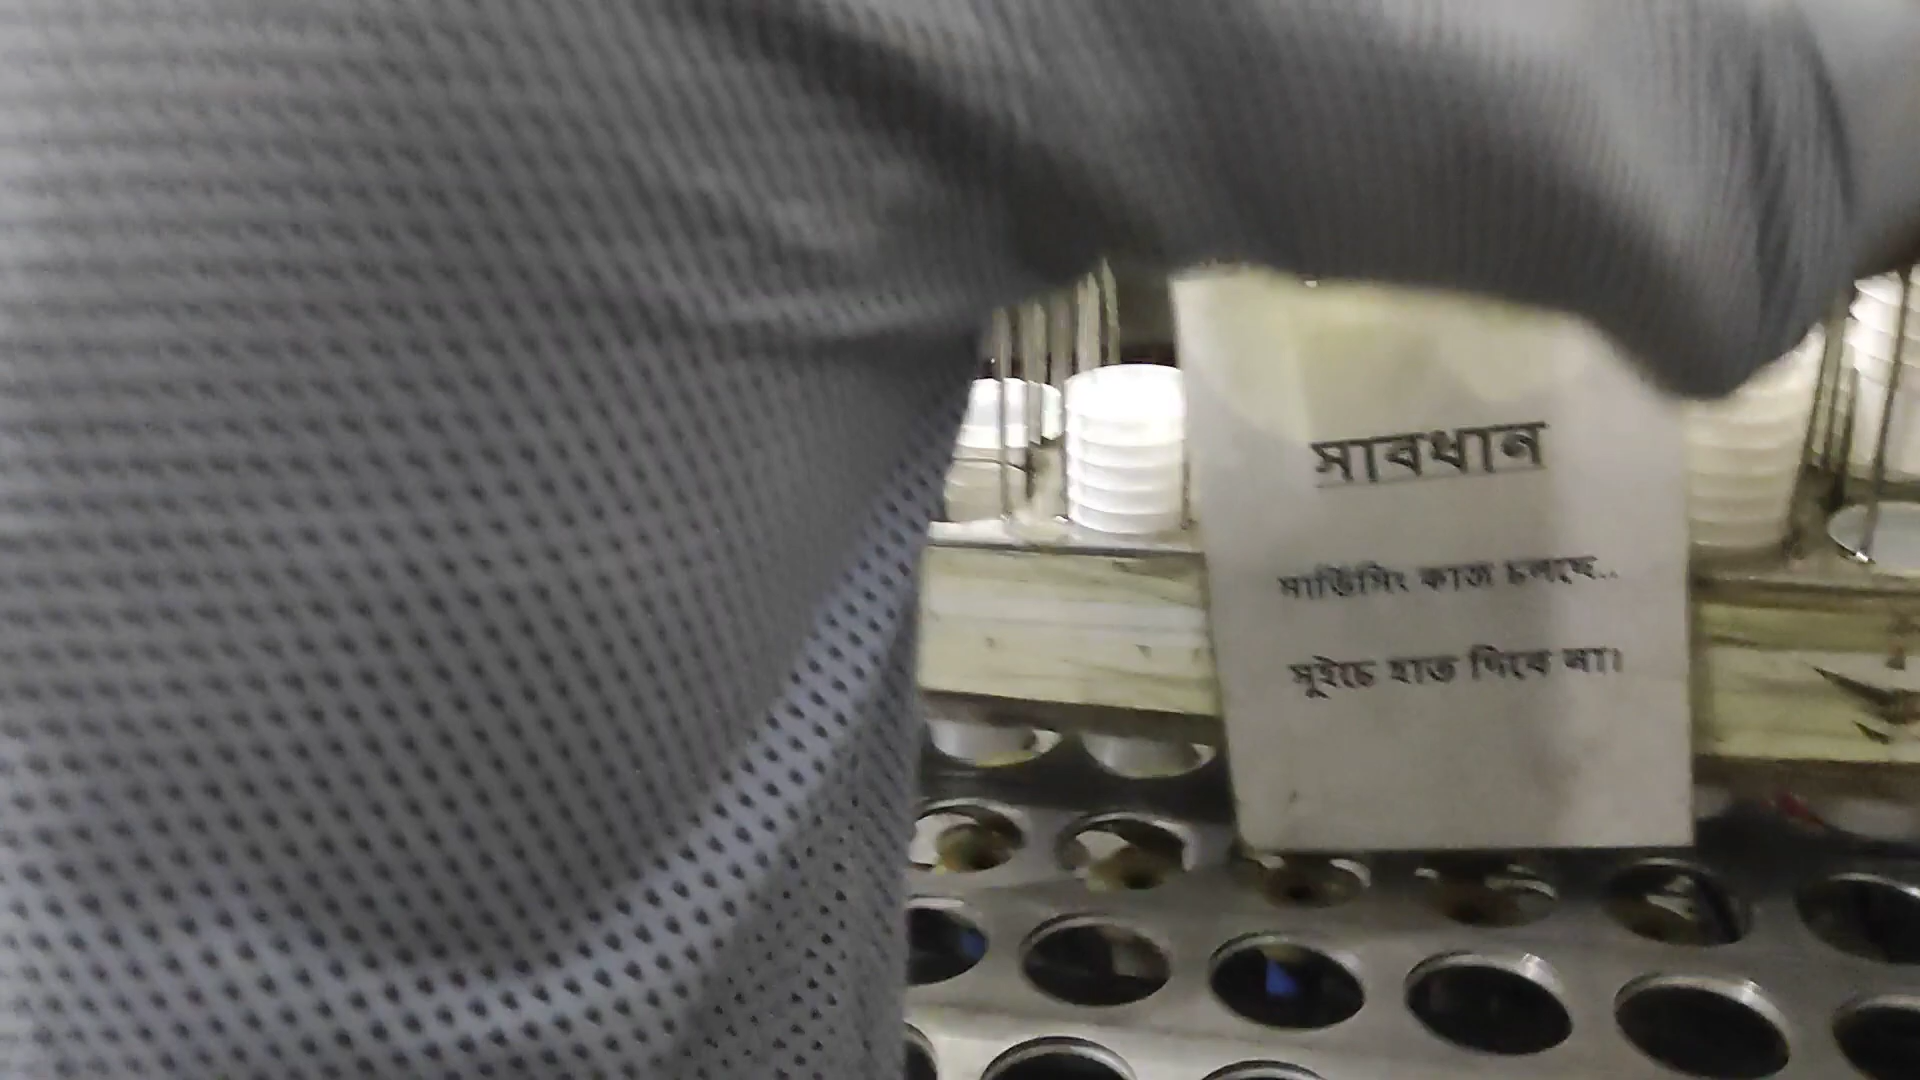 সাবধান
সার্ভিসিং কাজ চলছে..
সুইচে হাত দিবে না।